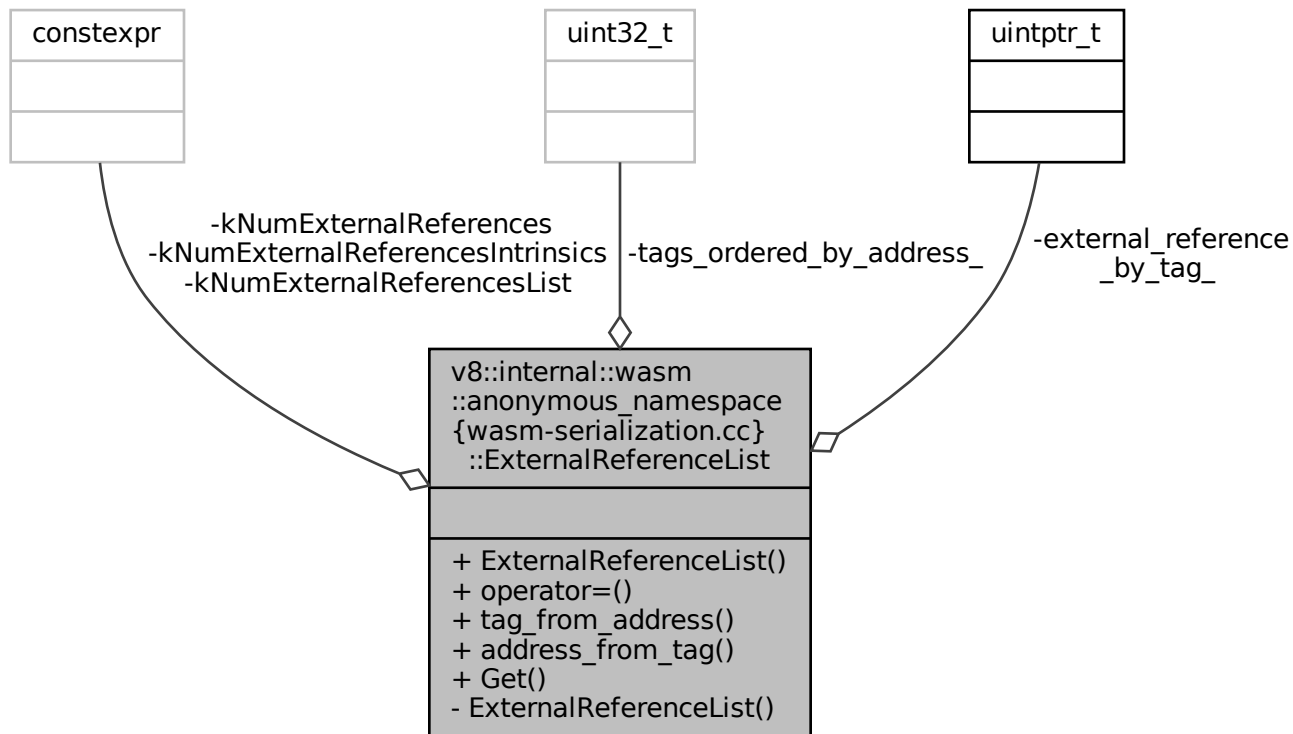 constexpr
uint32_t
uintptr_t
-kNumExternalReferences
-kNumExternalReferencesIntrinsics
-kNumExternalReferencesList
-tags_ordered_by_address_
-external_reference
_by_tag_
v8::internal::wasm
::anonymous_namespace
{wasm-serialization.cc}
::ExternalReferenceList
+ ExternalReferenceList()
+ operator=()
+ tag_from_address()
+ address_from_tag()
+ Get()
- ExternalReferenceList()